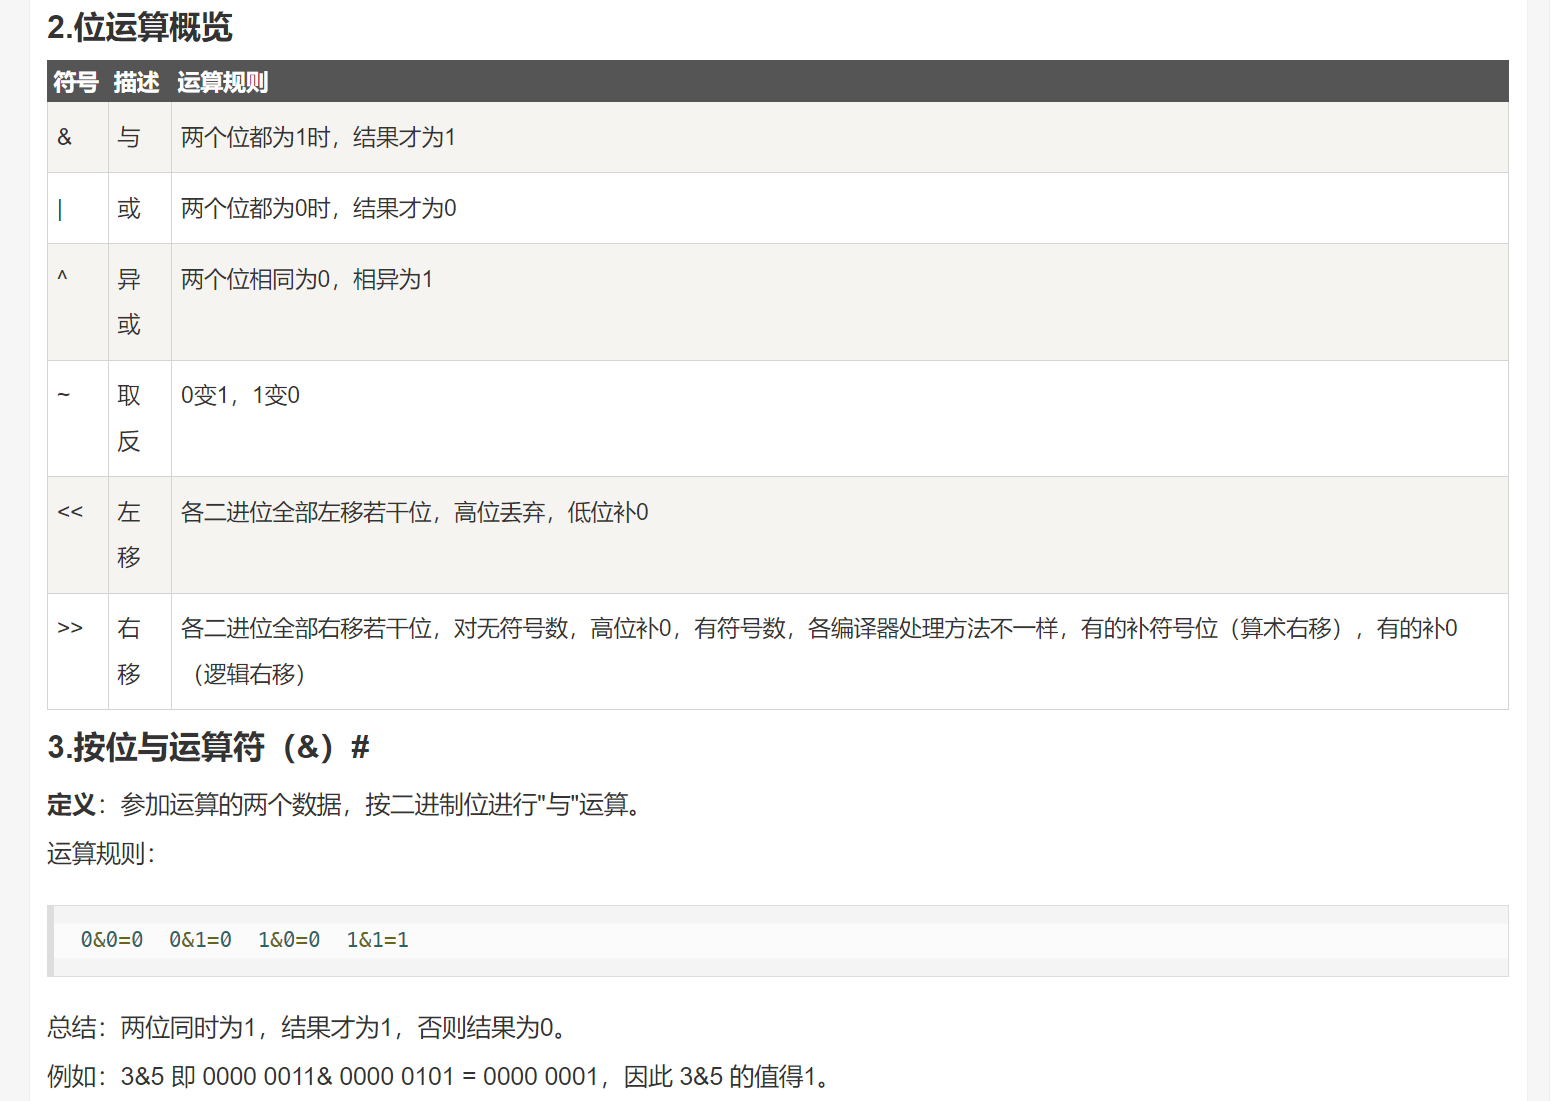 2.位运算概览
符号 描述 运算规则
& 与 两个位都为1时，结果才为1
| 或 两个位都为0时，结果才为0
^ 异 两个位相同为0，相异为1
或
~ 取 0变1，1变0
反
<< 左 各二进位全部左移若干位，高位丢弃，低位补0
移
>> 右 各二进位全部右移若干位，对无符号数，高位补0，有符号数，各编译器处理方法不一样，有的补符号位（算术右移），有的补0
移 （逻辑右移）
3.按位与运算符（&）#
定义：参加运算的两个数据，按二进制位进行"与"运算。
运算规则：
0&0=0  0&1=0  1&0=0  1&1=1
总结：两位同时为1，结果才为1，否则结果为0。
例如：3&5 即 0000 0011& 0000 0101 = 0000 0001，因此 3&5 的值得1。